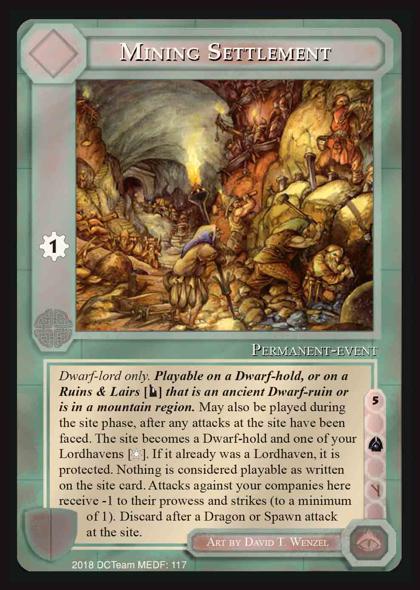 Mining Settlement
1
Permanent-event
Dwarf-lord only. Playable on a Dwarf-hold, or on a
Ruins & Lairs [] that is an ancient Dwarf-ruin or
is in a mountain region. May also be played during
the site phase, after any attacks at the site have been
faced. The site becomes a Dwarf-hold and one of your
Lordhavens []. If it already was a Lordhaven, it is
protected. Nothing is considered playable as written
on the site card. Attacks against your companies here
receive -1 to their prowess and strikes (to a minimum
of 1). Discard after a Dragon or Spawn attack
at the site.
5
Art by David T. Wenzel
2018 DCTeam MEDF: 117